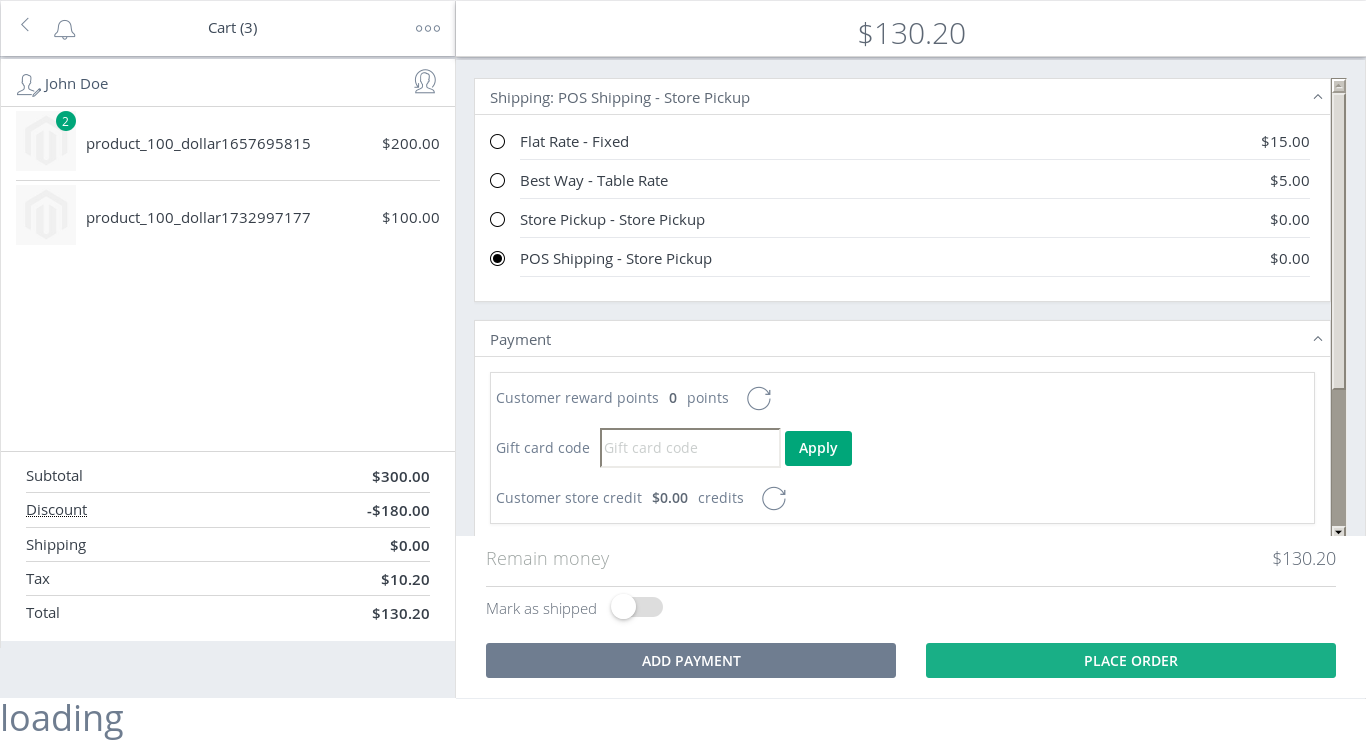 Cart (3)
$130.20
John Doe
2
product_100_dollar1657695815 $200.00
product_100_dollar1732997177 $100.00
Subtotal $300.00
Discount -$180.00
Shipping $0.00
Tax $10.20
Total $130.20
Shipping: POS Shipping - Store Pickup
Flat Rate - Fixed $15.00
Best Way - Table Rate $5.00
Store Pickup - Store Pickup $0.00
POS Shipping - Store Pickup $0.00
Payment
Customer reward points 0 points
Gift card code Gift card code Apply
Customer store credit $0.00 credits
Remain money $130.20
Mark as shipped
ADD PAYMENT PLACE ORDER
loading